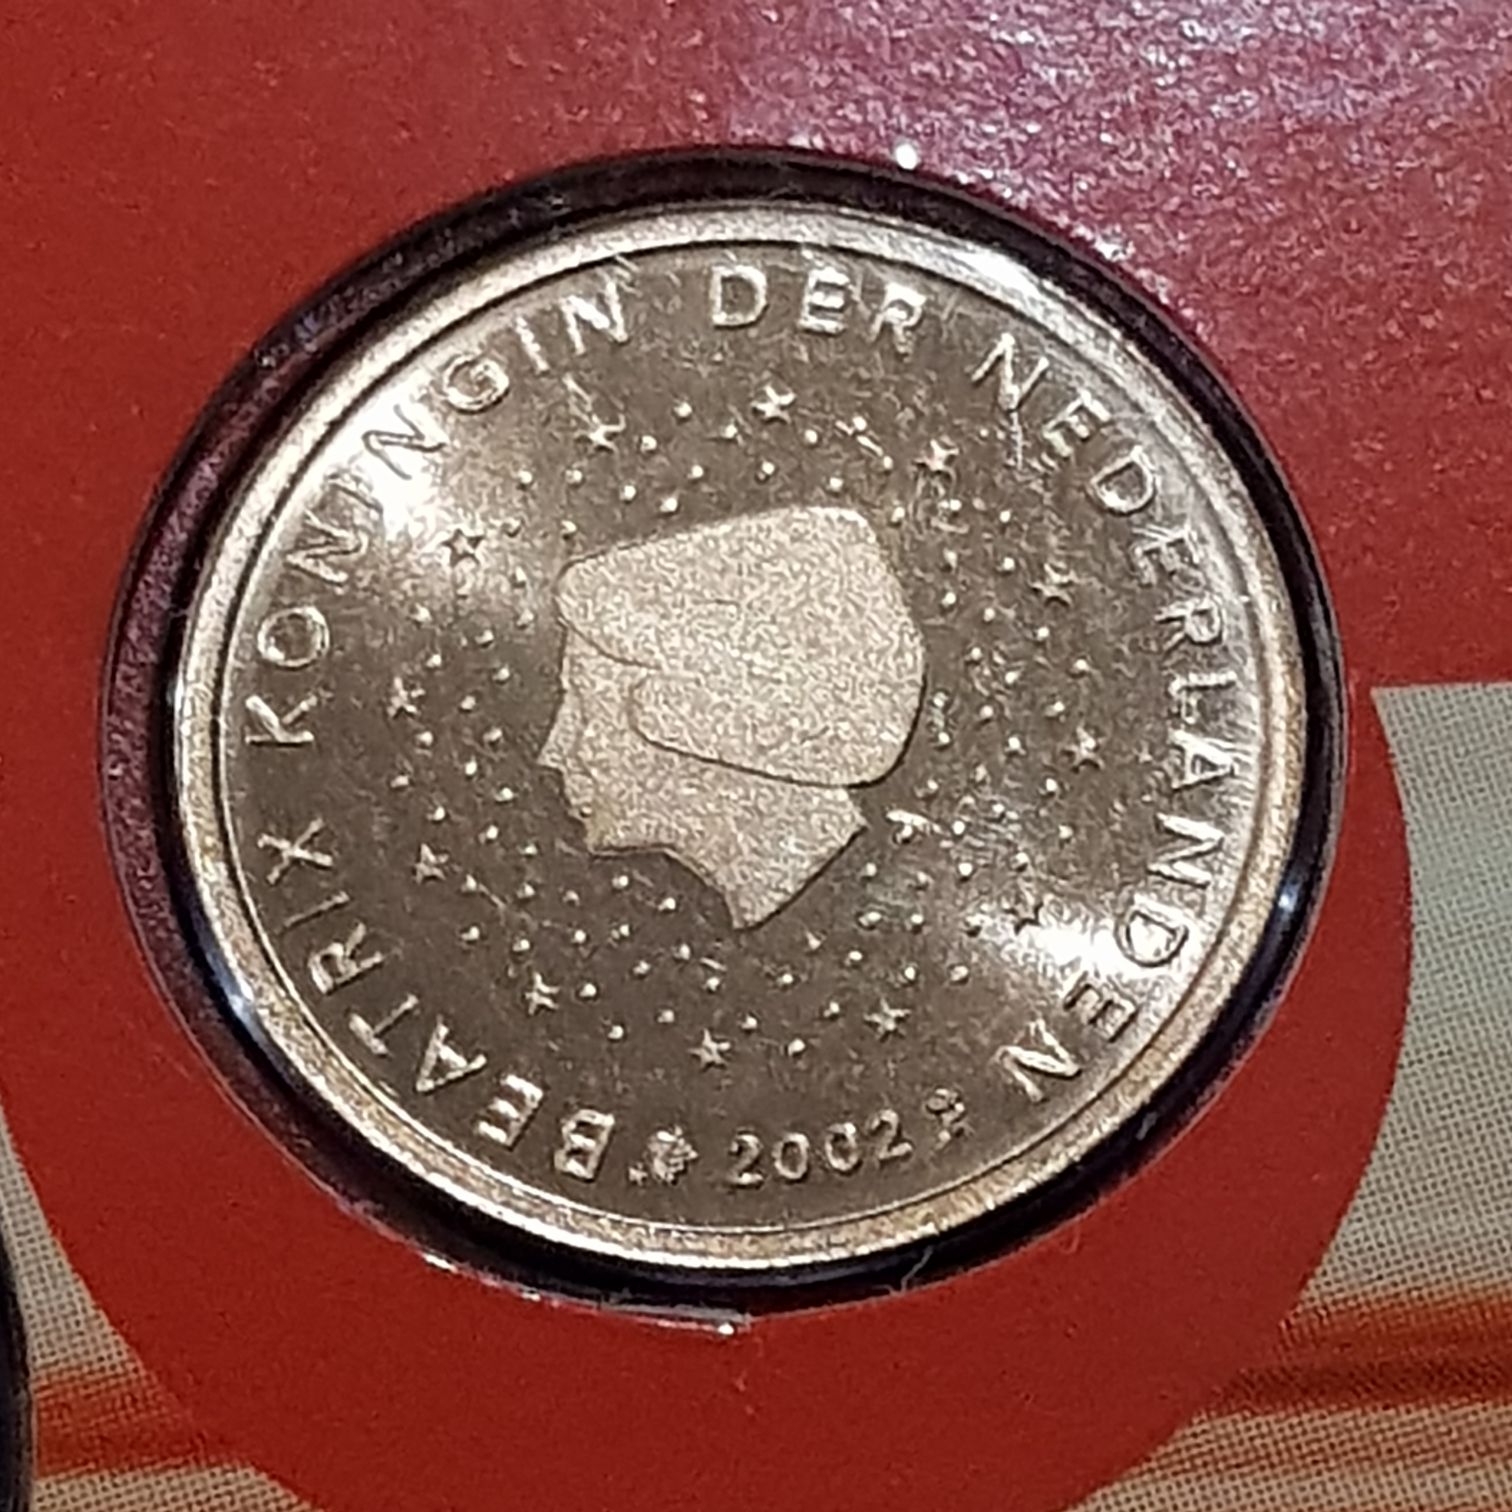 BEATRIX KONINGIN DER NEDERLANDEN
2002